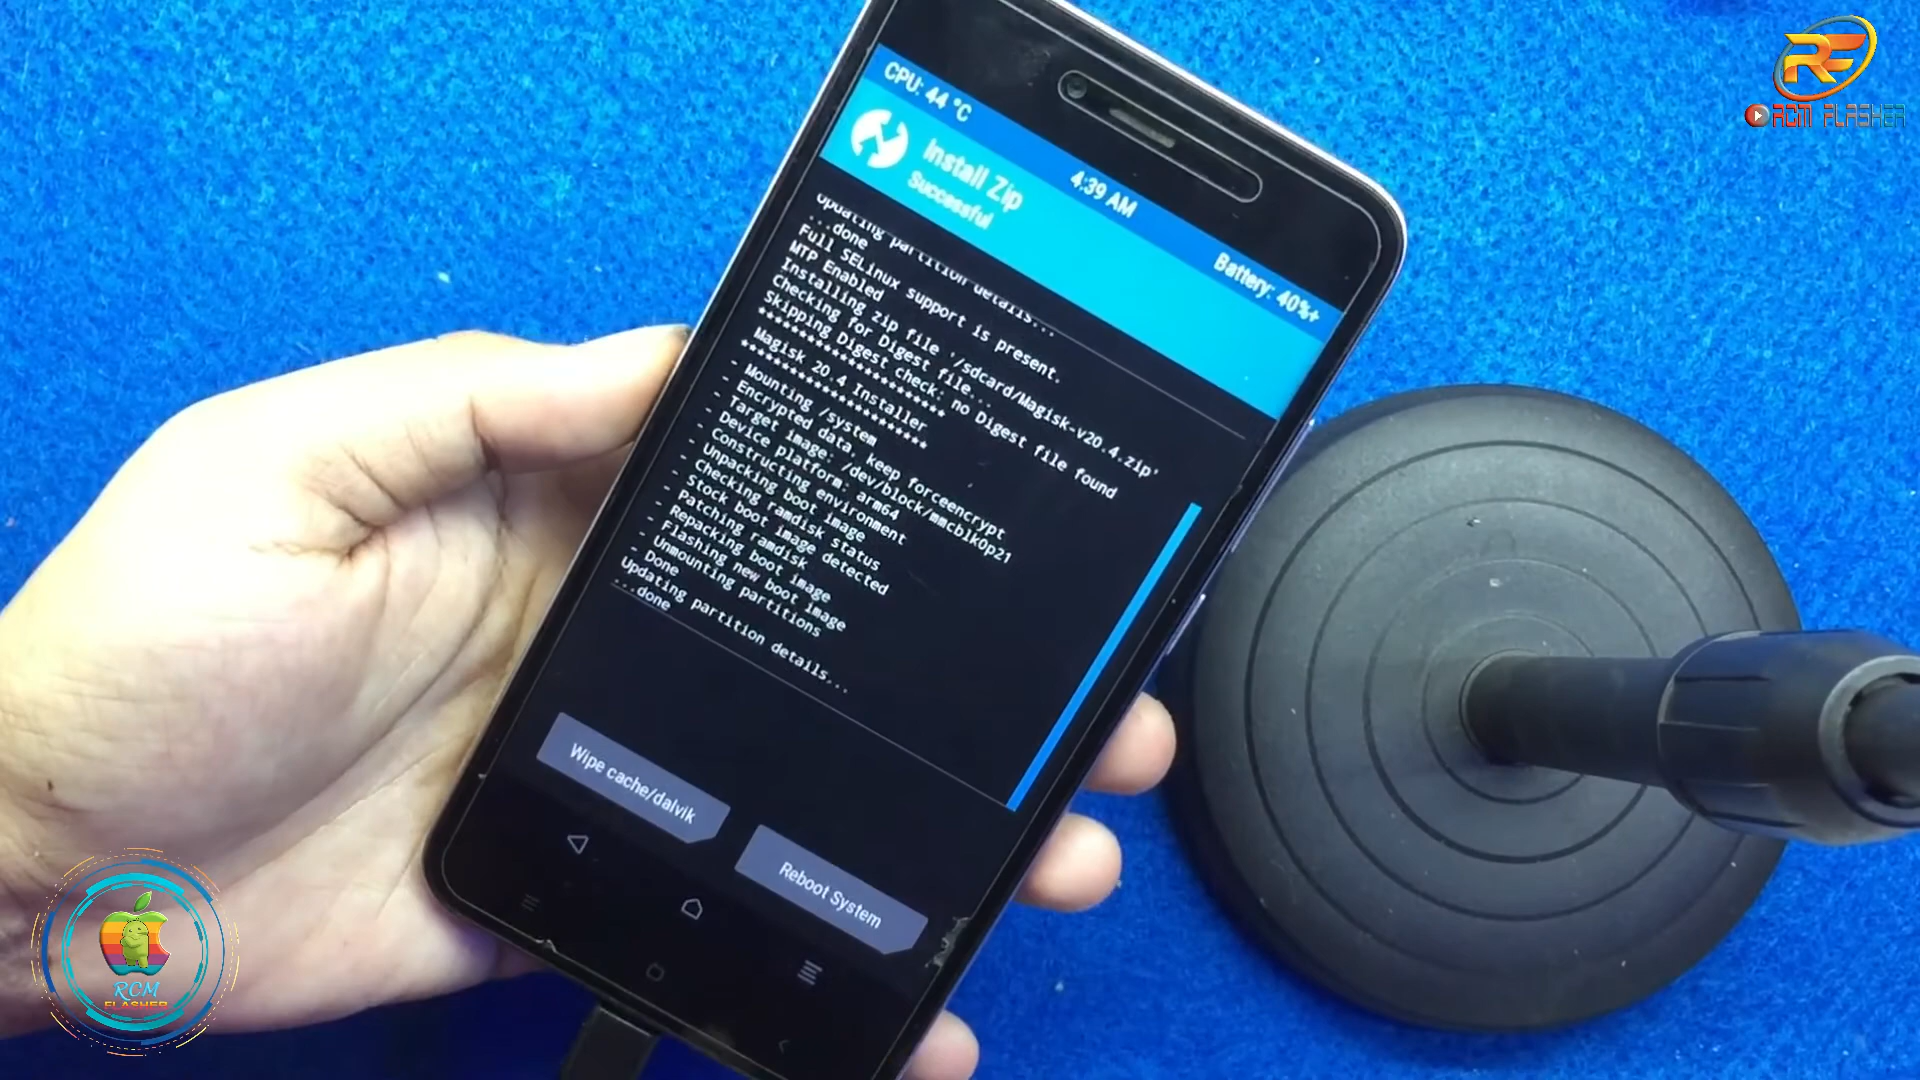 RCM FLASHER
CPU: 44 °C
4:39 AM
Battery: 40%+
Install Zip
Successful
Updating partition details...
...done
Full SELinux support is present.
MTP Enabled
Installing zip file '/sdcard/Magisk-v20.4.zip'
Checking for Digest file...
Skipping Digest check: no Digest file found
***********************
Magisk 20.4 Installer
***********************
- Mounting /system
- Encrypted data, keep forceencrypt
- Target image: /dev/block/mmcblk0p21
- Device platform: arm64
- Constructing environment
- Unpacking boot image
- Checking ramdisk status
- Stock boot image detected
- Patching ramdisk
- Repacking boot image
- Flashing new boot image
- Unmounting partitions
- Done
Updating partition details...
...done
Wipe cache/dalvik
Reboot System
RCM
FLASHER